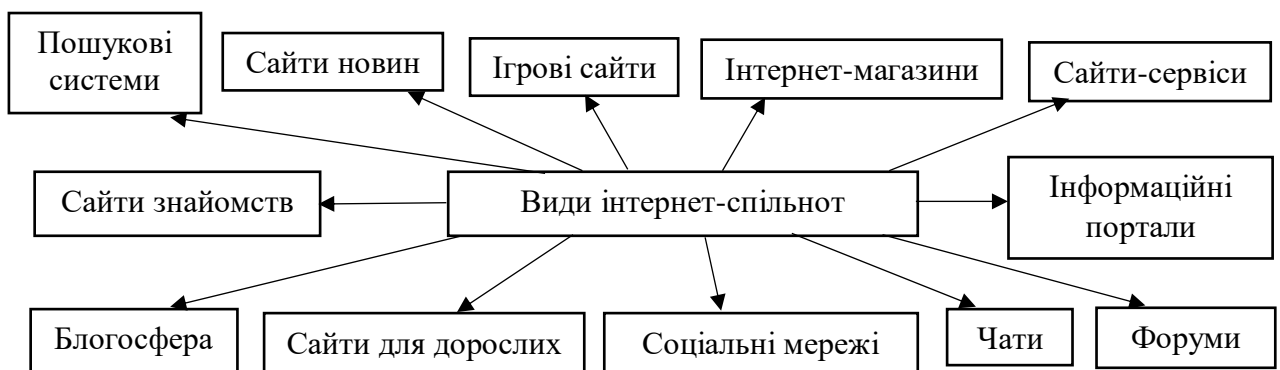 Пошукові
системи
Сайти новин
Ігрові сайти
Інтернет-магазини
Сайти-сервіси
Сайти знайомств
Види інтернет-спільнот
Інформаційні
портали
Блогосфера
Сайти для дорослих
Соціальні мережі
Чати
Форуми